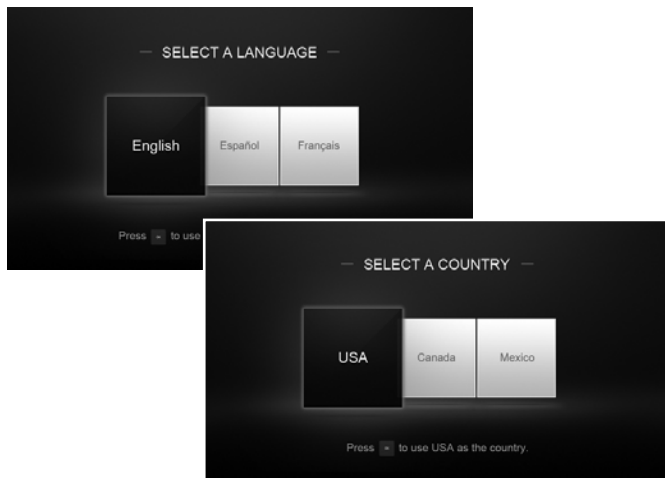 — SELECT A LANGUAGE —
English Español Français
Press - to use
— SELECT A COUNTRY —
USA Canada Mexico
Press - to use USA as the country.